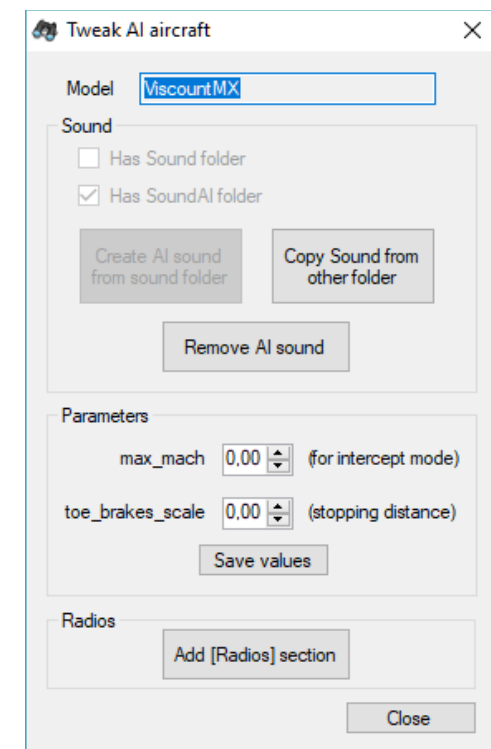 Tweak AI aircraft
Model ViscountMX
Sound
Has Sound folder
Has SoundAI folder
Create AI sound
from sound folder
Copy Sound from
other folder
Remove AI sound
Parameters
max_mach 0,00 (for intercept mode)
toe_brakes_scale 0,00 (stopping distance)
Save values
Radios
Add [Radios] section
Close